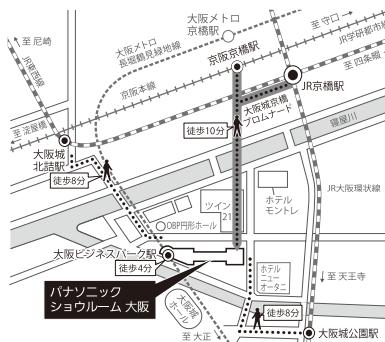 大阪メトロ
京橋駅
至 守口
JR学研都市線
至 尼崎
大阪メトロ
長堀鶴見緑地線
京阪京橋駅
至 四条畷
JR東西線
京阪本線
JR京橋駅
大阪城京橋
プロムナード
至 淀屋橋
徒歩10分
寝屋川
大阪城
北詰駅
徒歩8分
ツイン
21
ホテル
モントレ
JR大阪環状線
OBP円形ホール
大阪ビジネスパーク駅
徒歩4分
ホテル
ニュー
オータニ
至 天王寺
パナソニック
ショウルーム 大阪
大阪城
ホール
徒歩8分
至 大正
大阪城公園駅